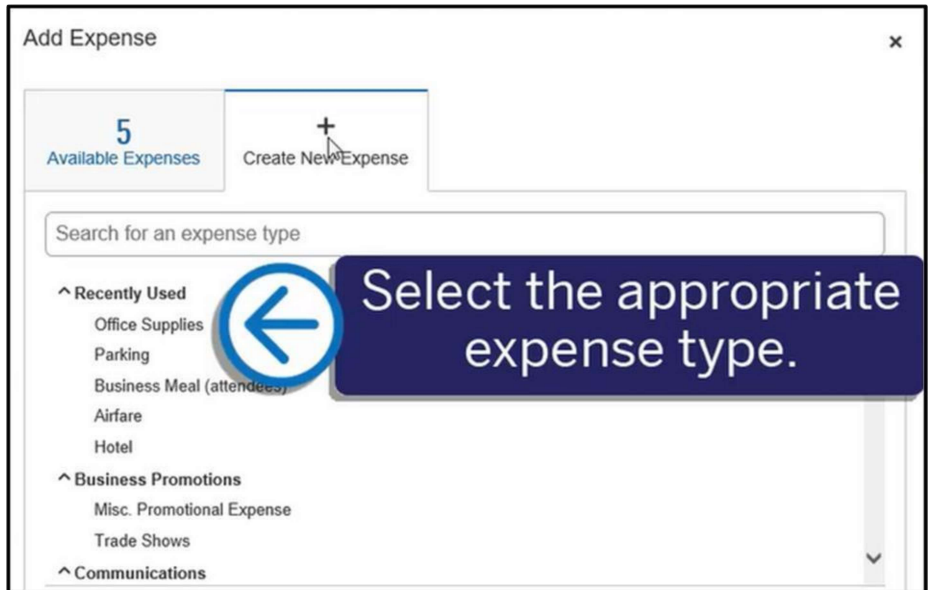 Add Expense
×
5
Available Expenses
+
Create New Expense
Search for an expense type
^ Recently Used
Office Supplies
Parking
Business Meal (attendees)
Airfare
Hotel
^ Business Promotions
Misc. Promotional Expense
Trade Shows
^ Communications
Select the appropriate
expense type.